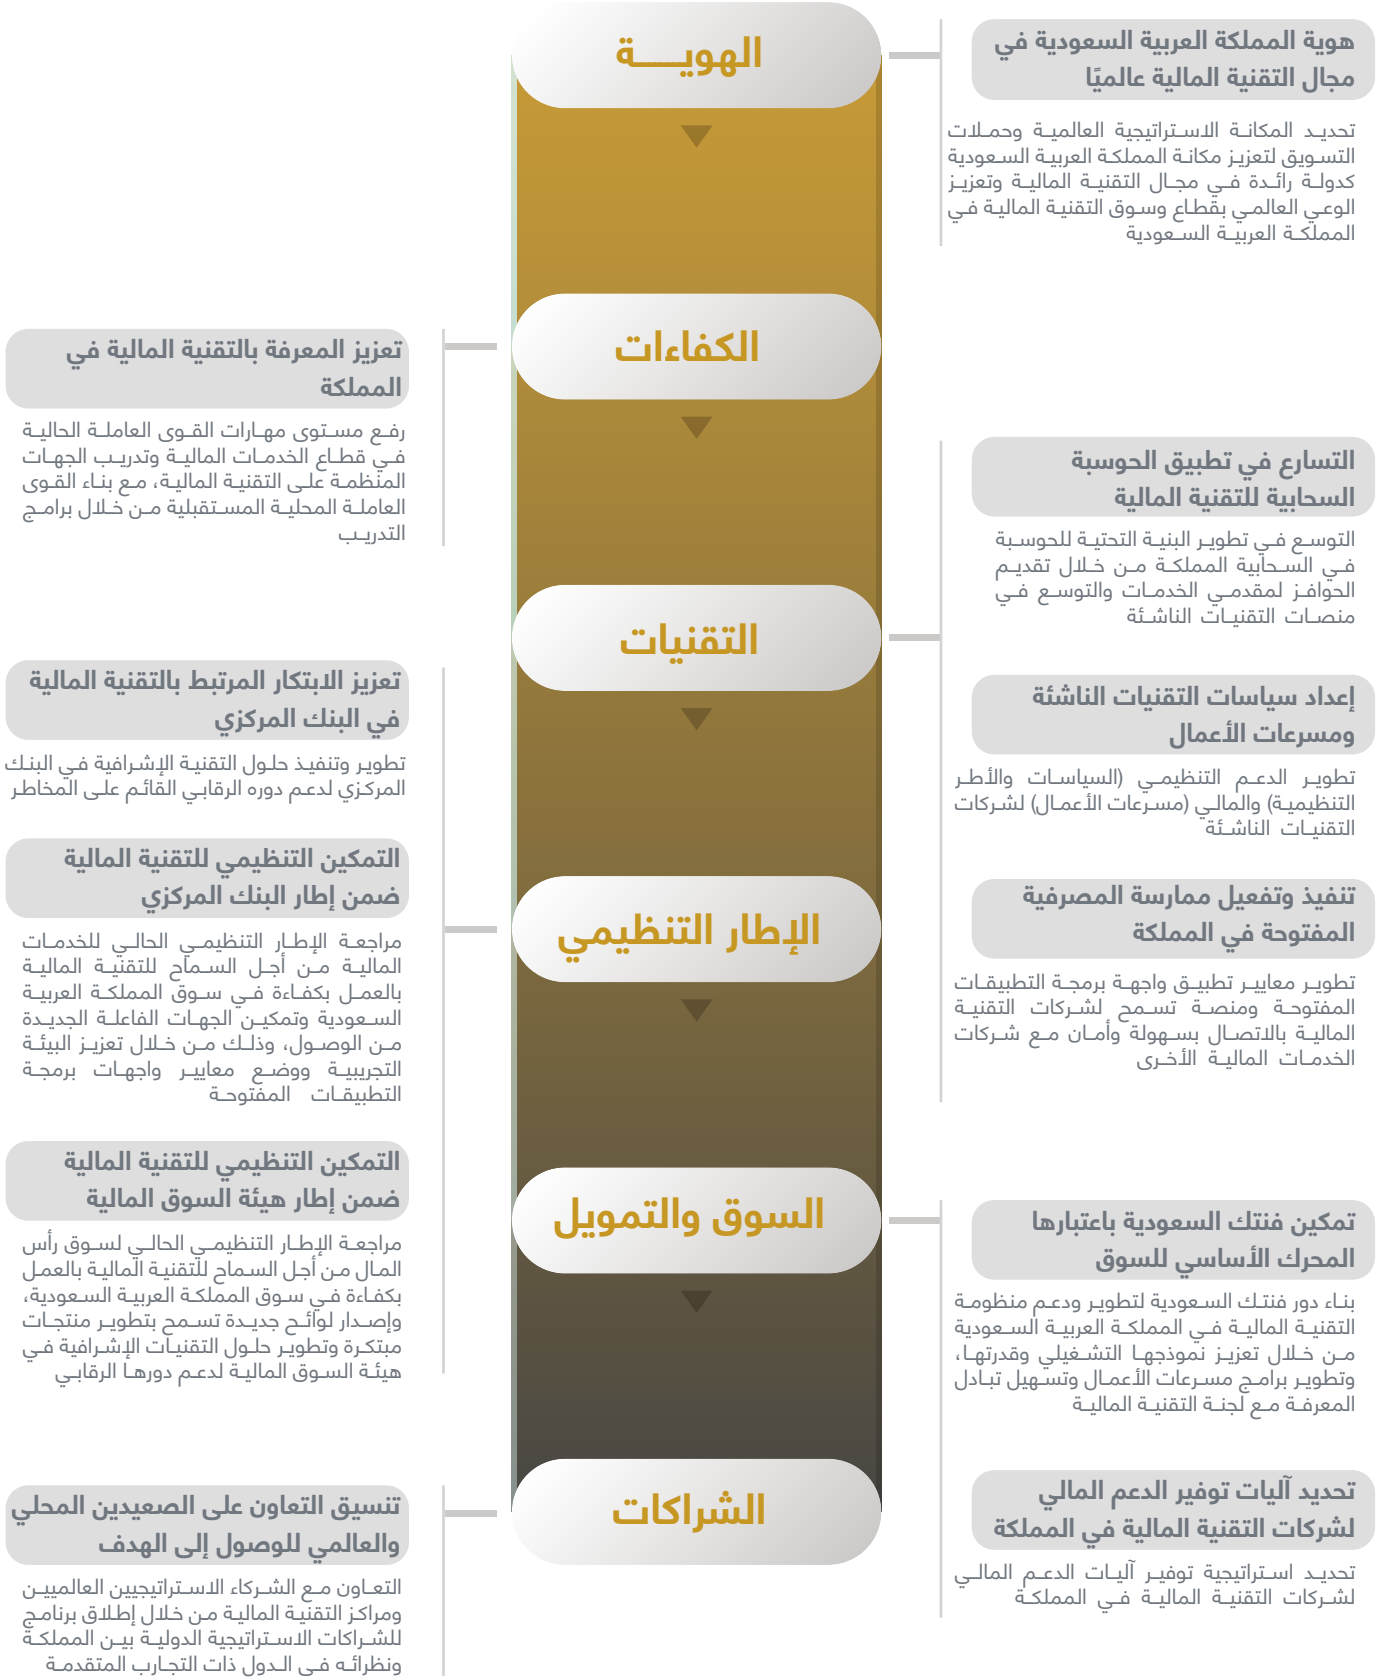 الهويـــــة
هوية المملكة العربية السعودية في
مجال التقنية المالية عالميًا
تحديد المكانة الاستراتيجية العالمية وحملات
التسويق لتعزيز مكانة المملكة العربية السعودية
كدولة رائدة في مجال التقنية المالية وتعزيز
الوعي العالمي بقطاع وسوق التقنية المالية في
المملكة العربية السعودية
الكفاءات
تعزيز المعرفة بالتقنية المالية في
المملكة
رفع مستوى مهارات القوى العاملة الحالية
في قطاع الخدمات المالية وتدريب الجهات
المنظمة على التقنية المالية، مع بناء القوى
العاملة المحلية المستقبلية من خلال برامج
التدريب
التقنيات
التسارع في تطبيق الحوسبة
السحابية للتقنية المالية
التوسع في تطوير البنية التحتية للحوسبة
في السحابية المملكة من خلال تقديم
الحوافز لمقدمي الخدمات والتوسع في
منصات التقنيات الناشئة
إعداد سياسات التقنيات الناشئة
ومسرعات الأعمال
تطوير الدعم التنظيمي (السياسات والأطر
التنظيمية) والمالي (مسرعات الأعمال) لشركات
التقنيات الناشئة
تنفيذ وتفعيل ممارسة المصرفية
المفتوحة في المملكة
تطوير معايير تطبيق واجهة برمجة التطبيقات
المفتوحة ومنصة تسمح لشركات التقنية
المالية بالاتصال بسهولة وأمان مع شركات
الخدمات المالية الأخرى
الإطار التنظيمي
تعزيز الابتكار المرتبط بالتقنية المالية
في البنك المركزي
تطوير وتنفيذ حلول التقنية الإشرافية في البنك
المركزي لدعم دوره الرقابي القائم على المخاطر
التمكين التنظيمي للتقنية المالية
ضمن إطار البنك المركزي
مراجعة الإطار التنظيمي الحالي للخدمات
المالية من أجل السماح للتقنية المالية
بالعمل بكفاءة في سوق المملكة العربية
السعودية وتمكين الجهات الفاعلة الجديدة
من الوصول، وذلك من خلال تعزيز البيئة
التجريبية ووضع معايير واجهات برمجة
التطبيقات المفتوحة
التمكين التنظيمي للتقنية المالية
ضمن إطار هيئة السوق المالية
مراجعة الإطار التنظيمي الحالي لسوق رأس
المال من أجل السماح للتقنية المالية بالعمل
بكفاءة في سوق المملكة العربية السعودية،
وإصدار لوائح جديدة تسمح بتطوير منتجات
مبتكرة وتطوير حلول التقنيات الإشرافية في
هيئة السوق المالية لدعم دورها الرقابي
السوق والتمويل
تمكين فنتك السعودية باعتبارها
المحرك الأساسي للسوق
بناء دور فنتك السعودية لتطوير ودعم منظومة
التقنية المالية في المملكة العربية السعودية
من خلال تعزيز نموذجها التشغيلي وقدرتها،
وتطوير برامج مسرعات الأعمال وتسهيل تبادل
المعرفة مع لجنة التقنية المالية
تحديد آليات توفير الدعم المالي
لشركات التقنية المالية في المملكة
تحديد استراتيجية توفير آليات الدعم المالي
لشركات التقنية المالية في المملكة
الشراكات
تنسيق التعاون على الصعيدين المحلي
والعالمي للوصول إلى الهدف
التعاون مع الشركاء الاستراتيجيين العالميين
ومراكز التقنية المالية من خلال إطلاق برنامج
للشراكات الاستراتيجية الدولية بين المملكة
ونظرائه في الدول ذات التجارب المتقدمة